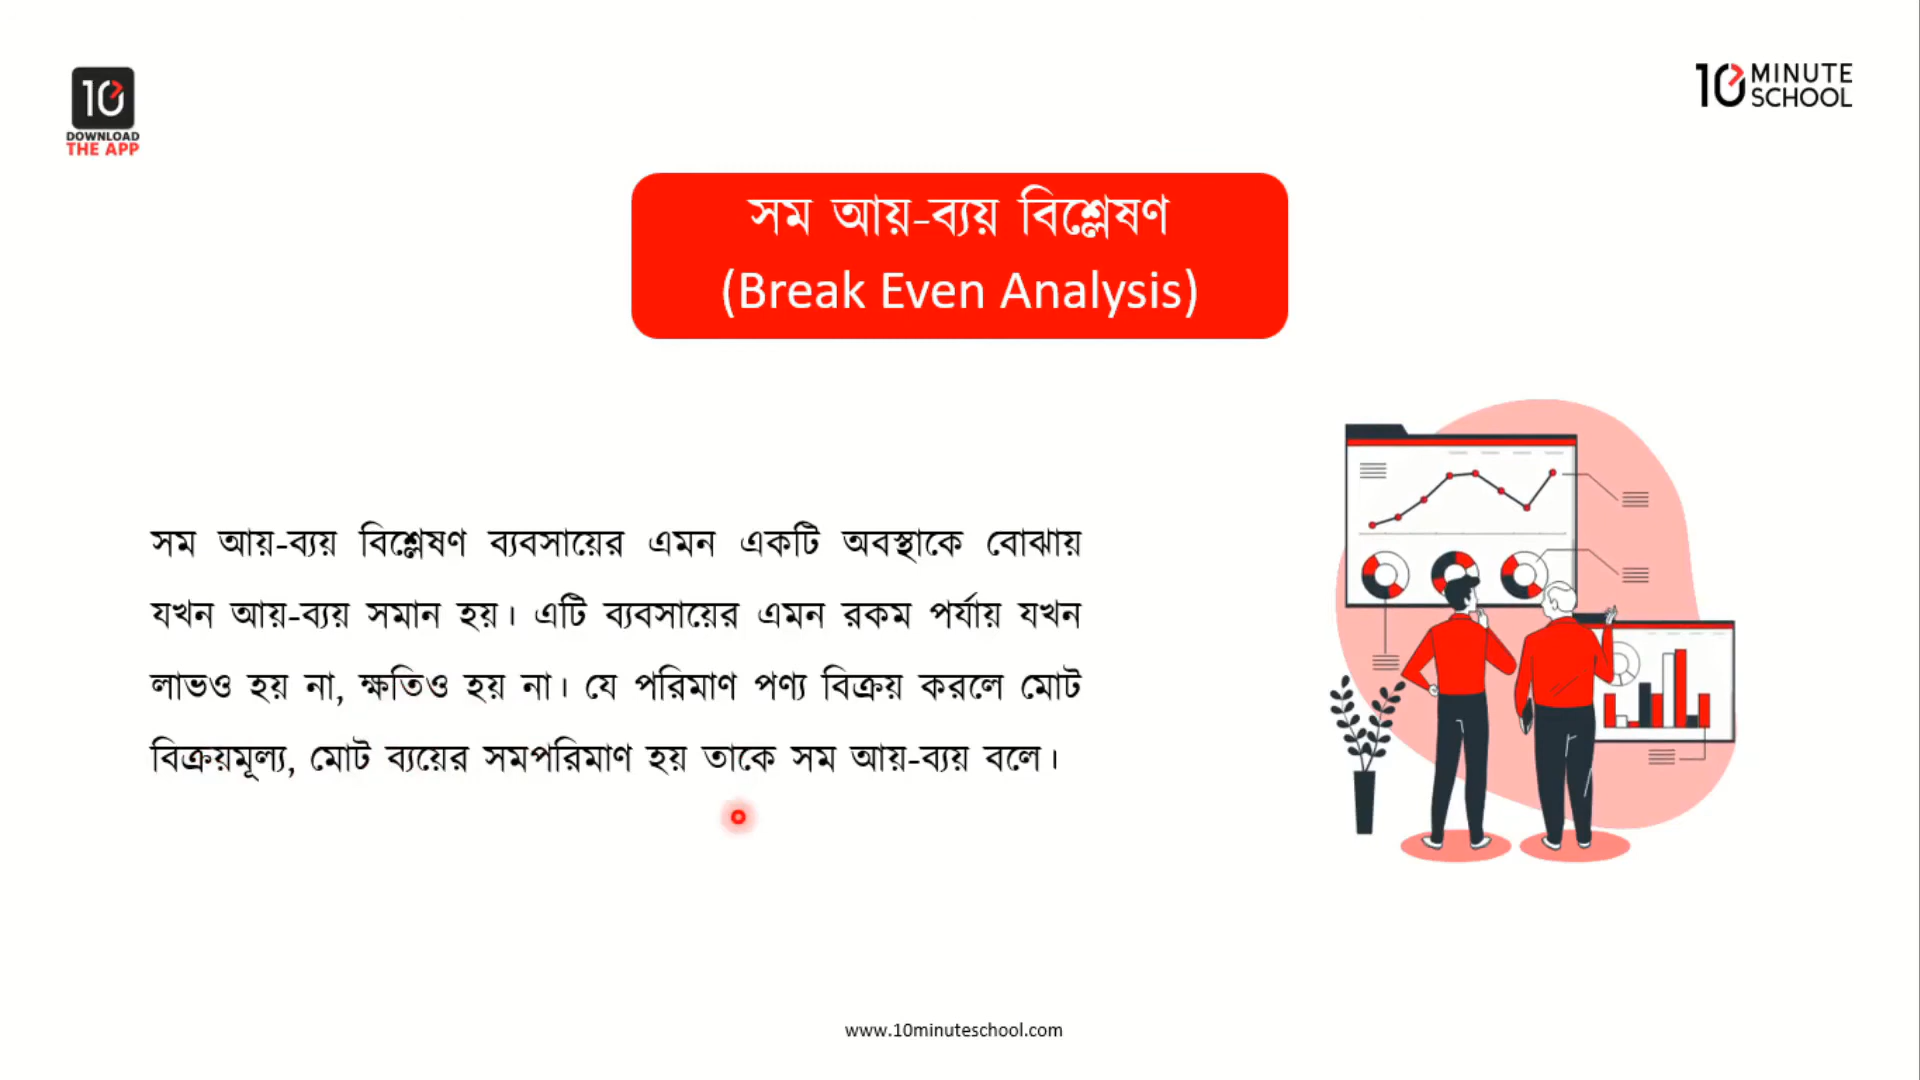 10
DOWNLOAD
THE APP
10 MINUTE
SCHOOL
সম আয়-ব্যয় বিশ্লেষণ
(Break Even Analysis)
সম আয়-ব্যয় বিশ্লেষণ ব্যবসায়ের এমন একটি অবস্থাকে বোঝায়
যখন আয়-ব্যয় সমান হয়। এটি ব্যবসায়ের এমন রকম পর্যায় যখন
লাভও হয় না, ক্ষতিও হয় না। যে পরিমাণ পণ্য বিক্রয় করলে মোট
বিক্রয়মূল্য, মোট ব্যয়ের সমপরিমাণ হয় তাকে সম আয়-ব্যয় বলে।
www.10minuteschool.com